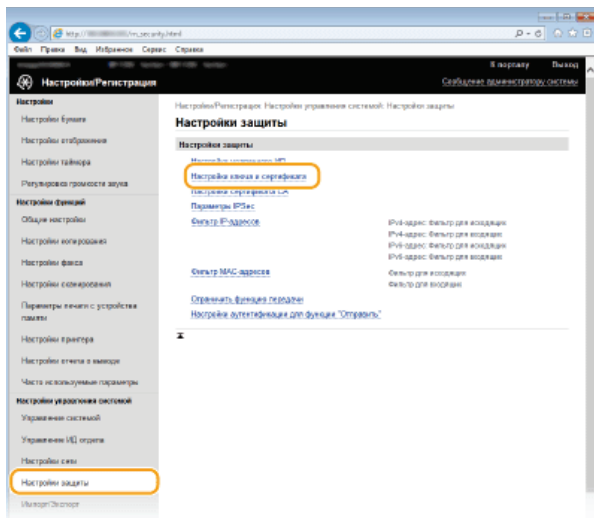 http://
/m_security.html
Файл Правка Вид Избранное Сервис Справка
К порталу Выход
Настройки/Регистрация
Сообщение администратору системы
Настройки
Настройки бумаги
Настройки отображения
Настройки таймера
Регулировка громкости звука
Настройки функций
Общие настройки
Настройки копирования
Настройки факса
Настройки сканирования
Параметры печати с устройства
памяти
Настройки принтера
Настройки отчета о выводе
Часто используемые параметры
Настройки управления системой
Управление системой
Управление ИД отдела
Настройки сети
Настройки защиты
Импорт/Экспорт
Настройки/Регистрация: Настройки управления системой: Настройки защиты
Настройки защиты
Настройки защиты
Настройки ключа и сертификата
Настройки сертификата CA
Параметры IPSec
Фильтр IP-адресов
IPv4-адрес: Фильтр для исходящих
IPv4-адрес: Фильтр для входящих
IPv6-адрес: Фильтр для исходящих
IPv6-адрес: Фильтр для входящих
Фильтр MAC-адресов
Фильтр для исходящих
Фильтр для входящих
Ограничить функции передачи
Настройки аутентификации для функции "Отправить"